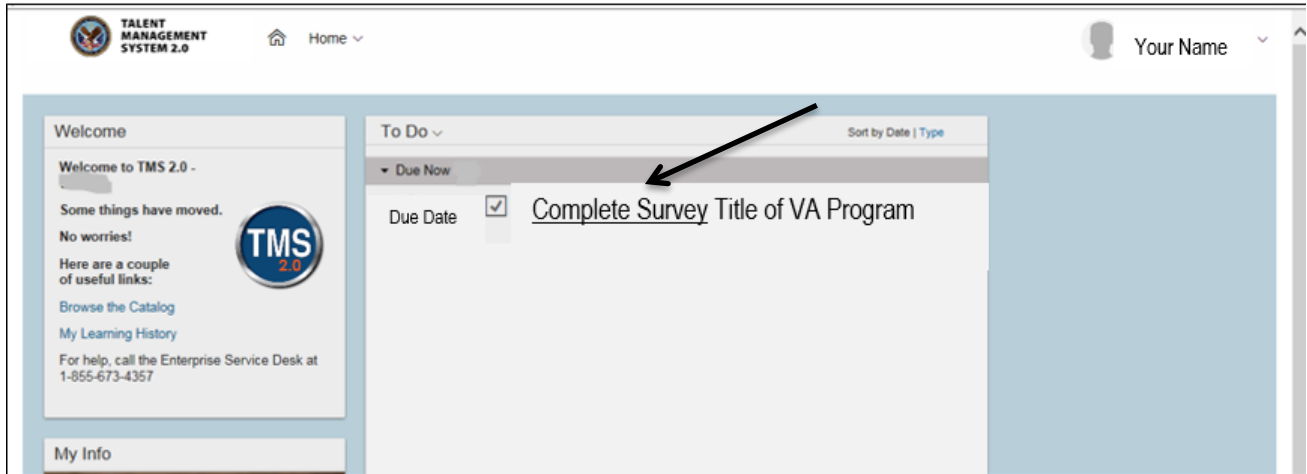 TALENT
MANAGEMENT
SYSTEM 2.0
Home
Your Name
Welcome
Welcome to TMS 2.0 -
Some things have moved.
No worries!
Here are a couple
of useful links:
TMS
2.0
Browse the Catalog
My Learning History
For help, call the Enterprise Service Desk at
1-855-673-4357
My Info
To Do
Sort by Date | Type
Due Now
Due Date
Complete Survey Title of VA Program